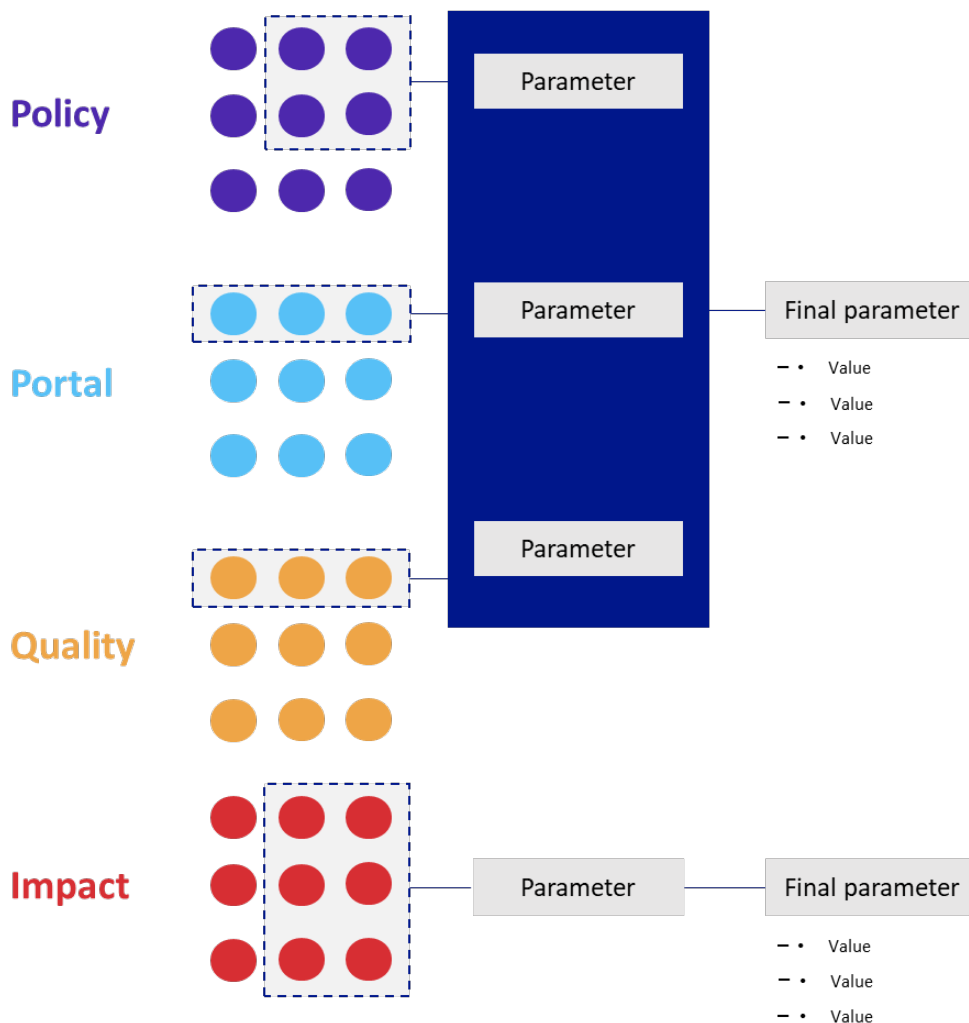 Policy
Parameter
Portal
Parameter
Final parameter
– • Value
– • Value
– • Value
Quality
Parameter
Impact
Parameter
Final parameter
– • Value
– • Value
– • Value